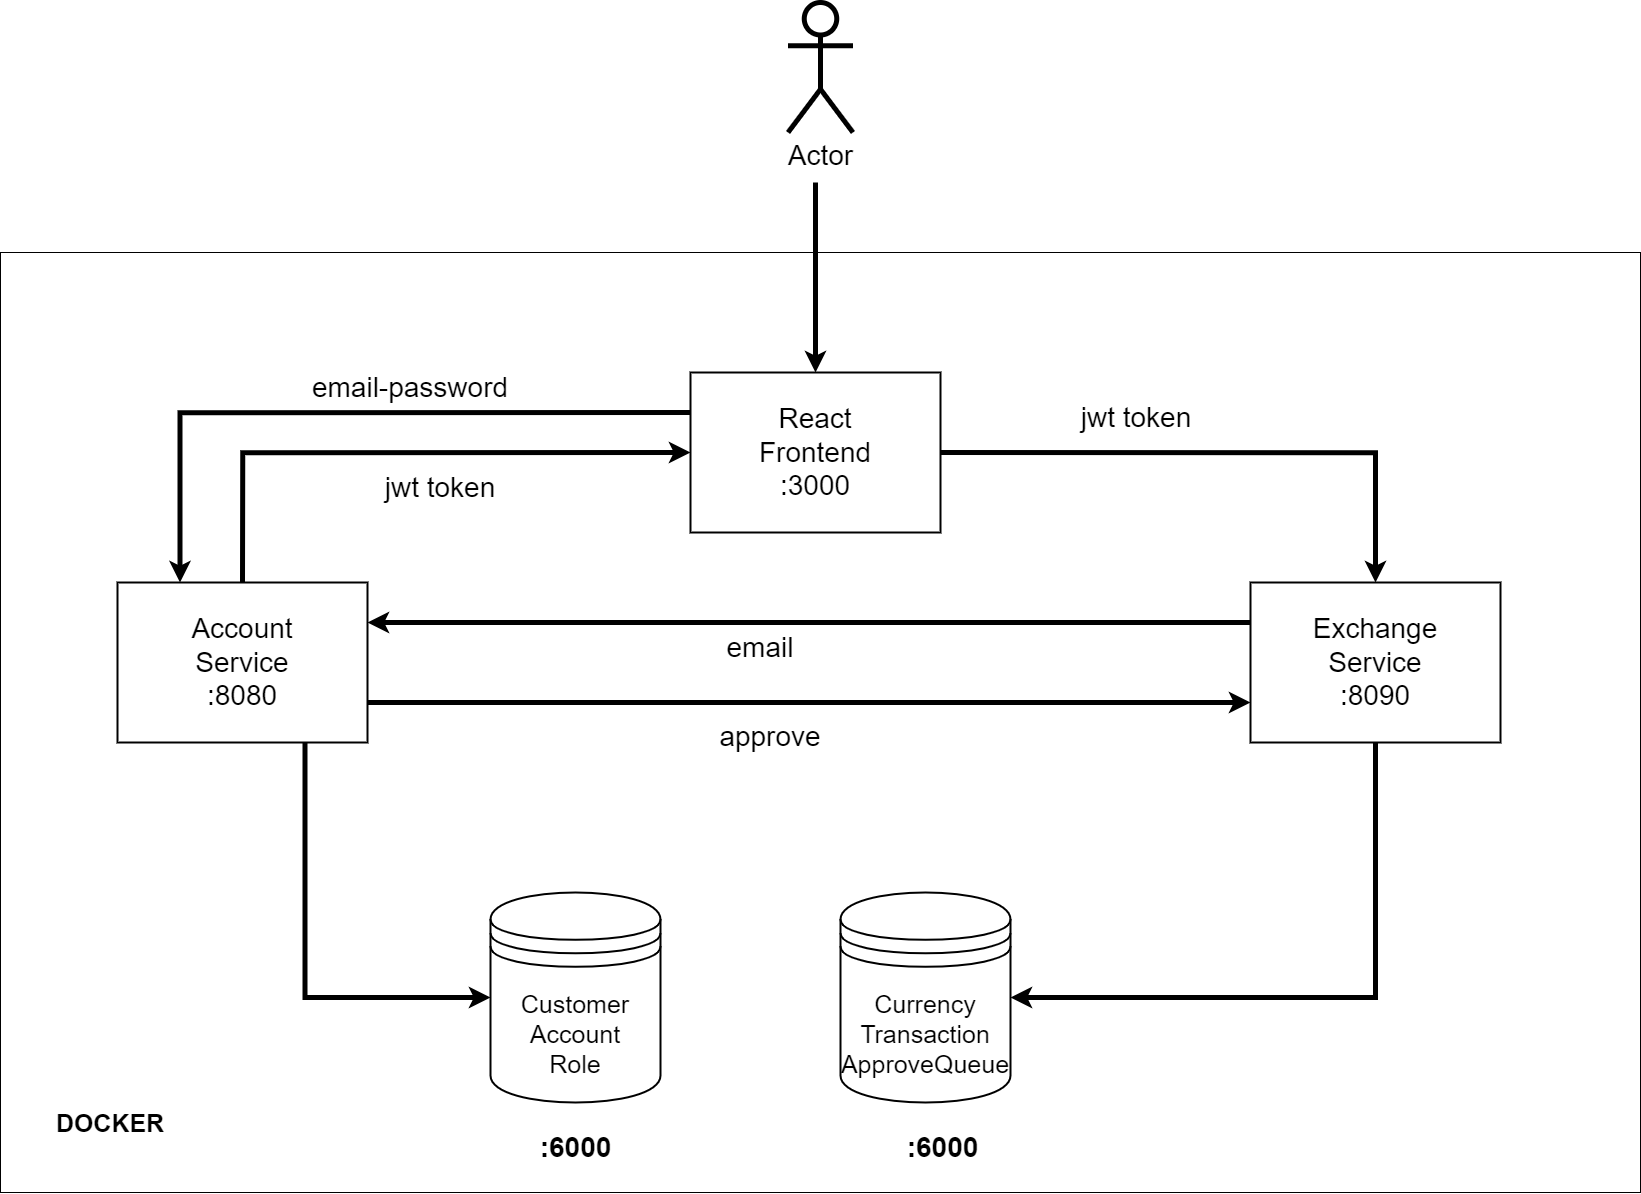 Actor
email-password
jwt token
React
Frontend
:3000
jwt token
Account
Service
:8080
email
approve
Exchange
Service
:8090
Customer
Account
Role
Currency
Transaction
ApproveQueue
DOCKER
:6000
:6000